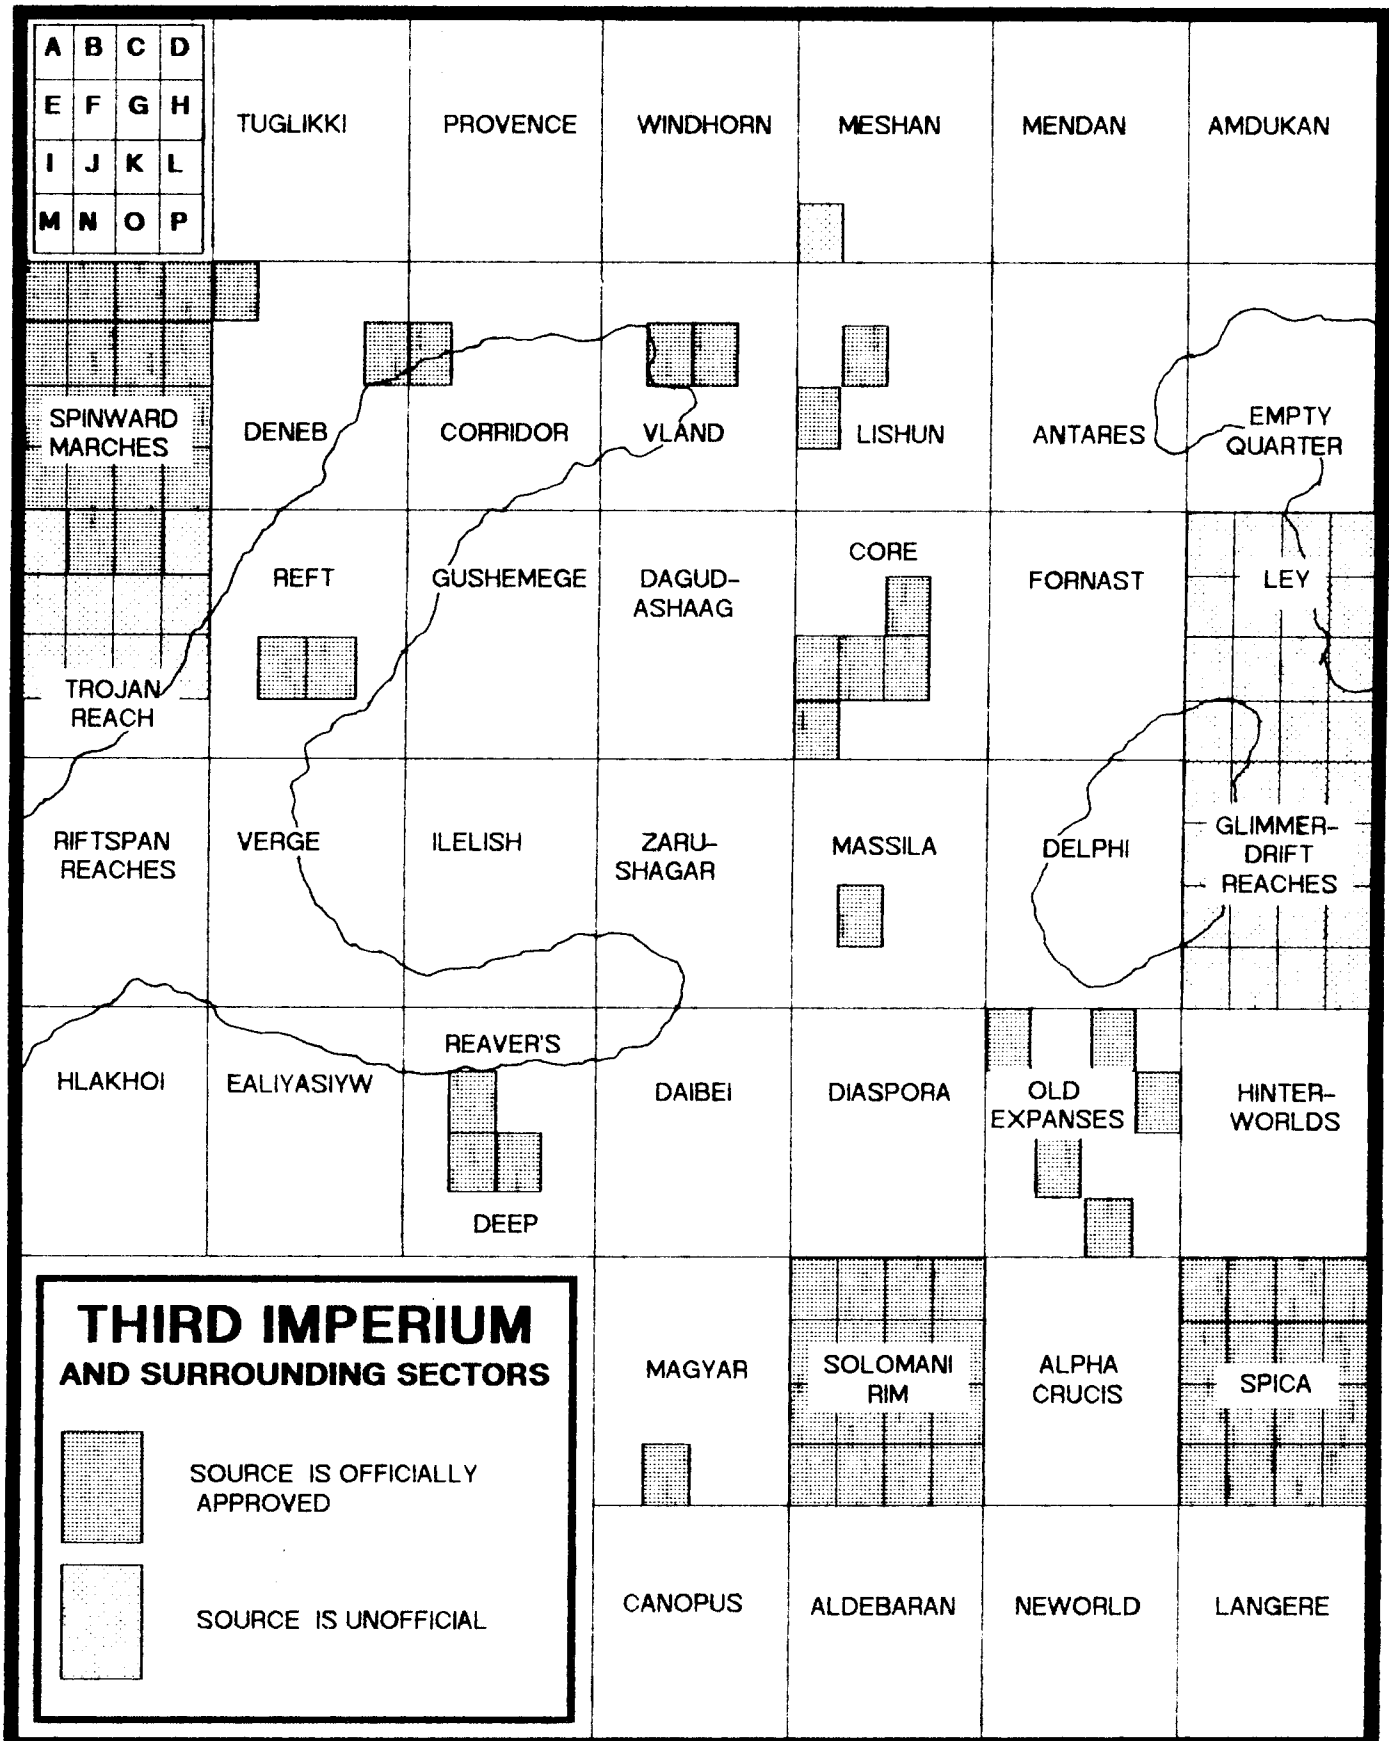 A B C D
E F G H
I J K L
M N O P
TUGLIKKI
PROVENCE
WINDHORN
MESHAN
MENDAN
AMDUKAN
SPINWARD
MARCHES
DENEB
CORRIDOR
VLAND
LISHUN
ANTARES
EMPTY
QUARTER
TROJAN
REACH
REFT
GUSHEMEGE
DAGUD-
ASHAAG
CORE
FORNAST
LEY
RIFTSPAN
REACHES
VERGE
ILELISH
ZARU-
SHAGAR
MASSILA
DELPHI
GLIMMER-
DRIFT
REACHES
HLAKHOI
EALIYASIYW
REAVER'S
DEEP
DAIBEI
DIASPORA
OLD
EXPANSES
HINTER-
WORLDS
MAGYAR
SOLOMANI
RIM
ALPHA
CRUCIS
SPICA
CANOPUS
ALDEBARAN
NEWORLD
LANGERE
THIRD IMPERIUM
AND SURROUNDING SECTORS
SOURCE IS OFFICIALLY
APPROVED
SOURCE IS UNOFFICIAL